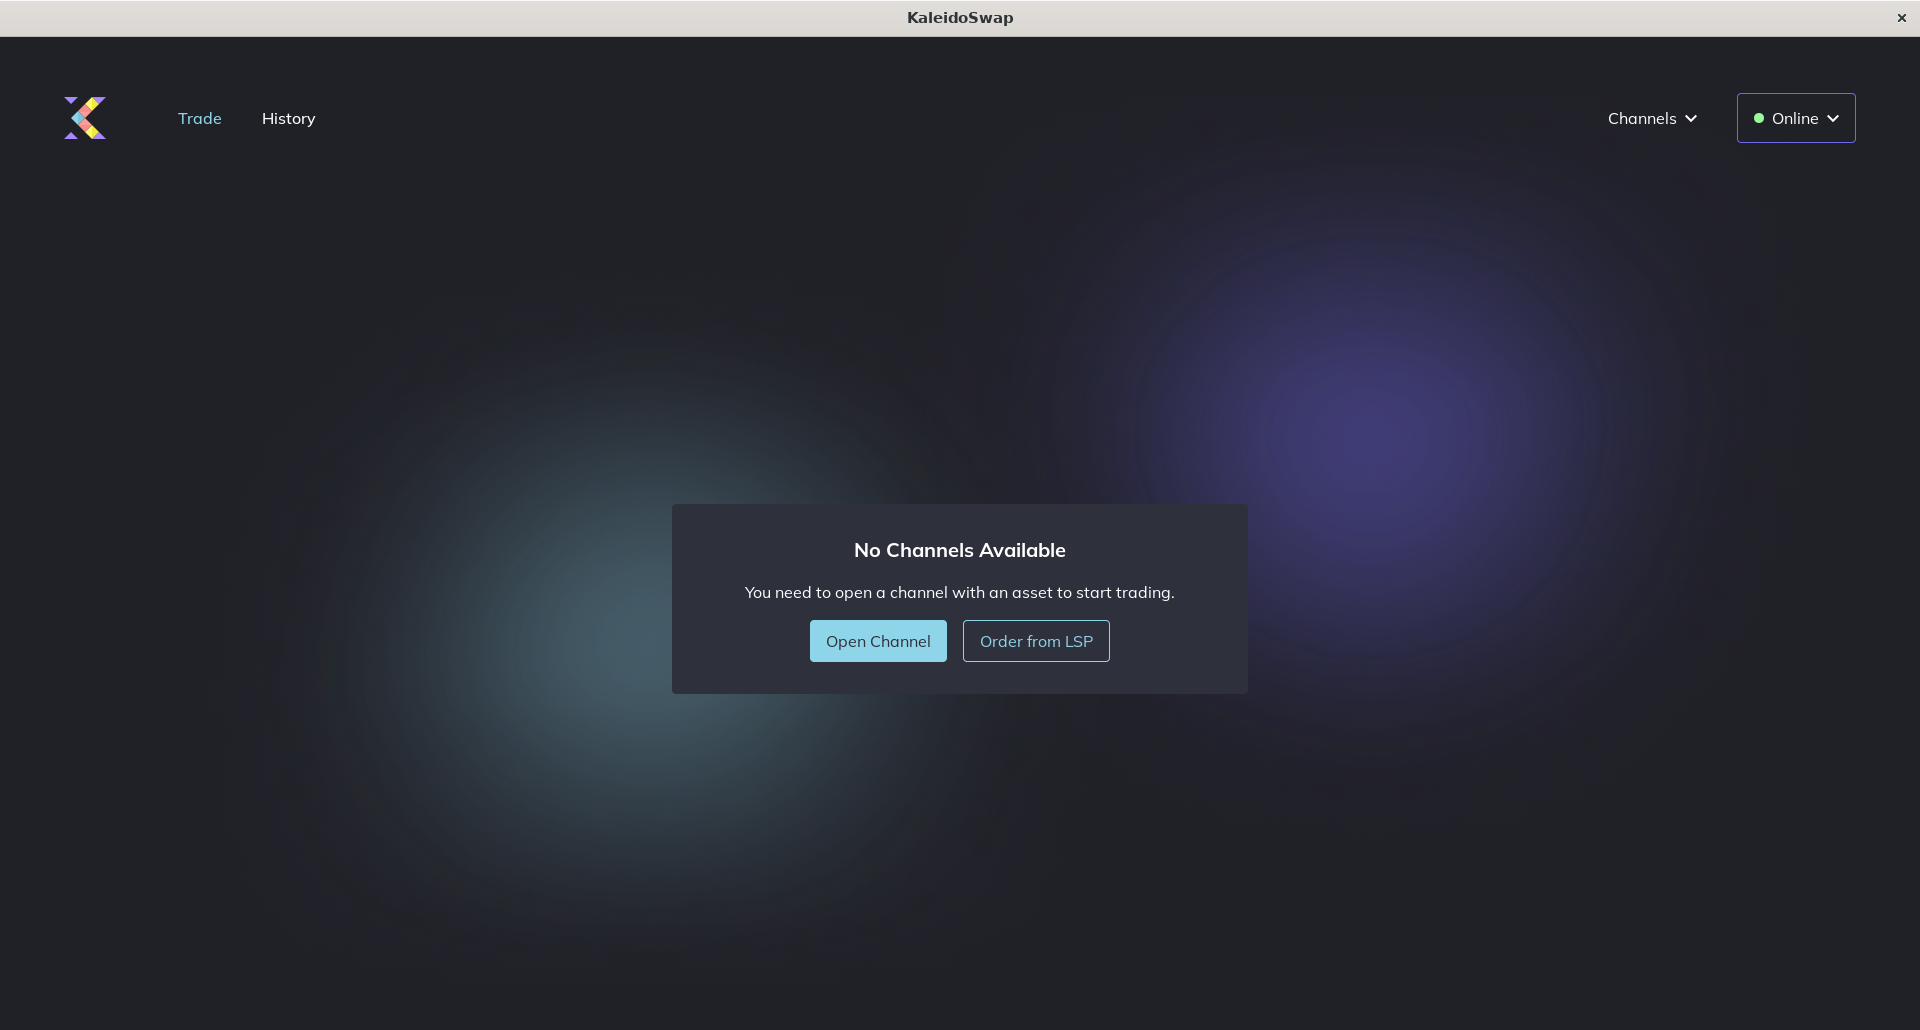 KaleidoSwap
Trade
History
Channels
Online
No Channels Available
You need to open a channel with an asset to start trading.
Open Channel
Order from LSP